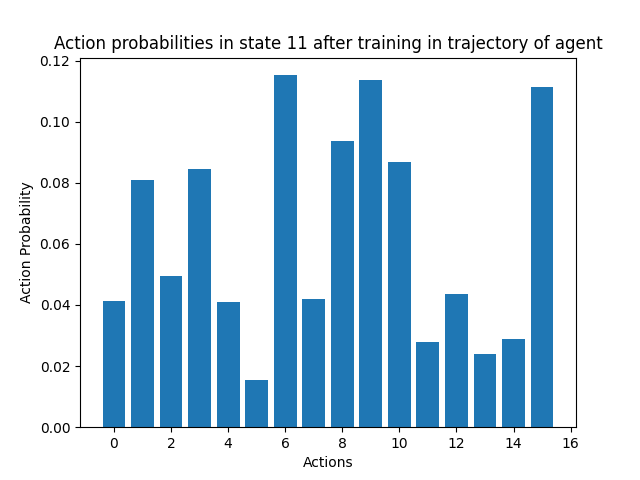 Action probabilities in state 11 after training in trajectory of agent
0.12
0.10
0.08
0.06
0.04
0.02
0.00
Action Probability
0 2 4 6 8 10 12 14 16
Actions